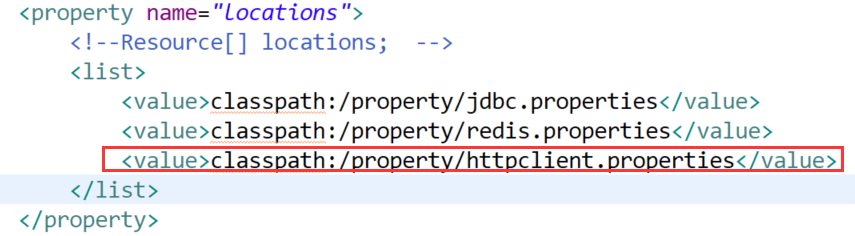 <property name="locations">
<!--Resource[] locations;  -->
<list>
<value>classpath:/property/jdbc.properties</value>
<value>classpath:/property/redis.properties</value>
<value>classpath:/property/httpclient.properties</value>
</list>
</property>